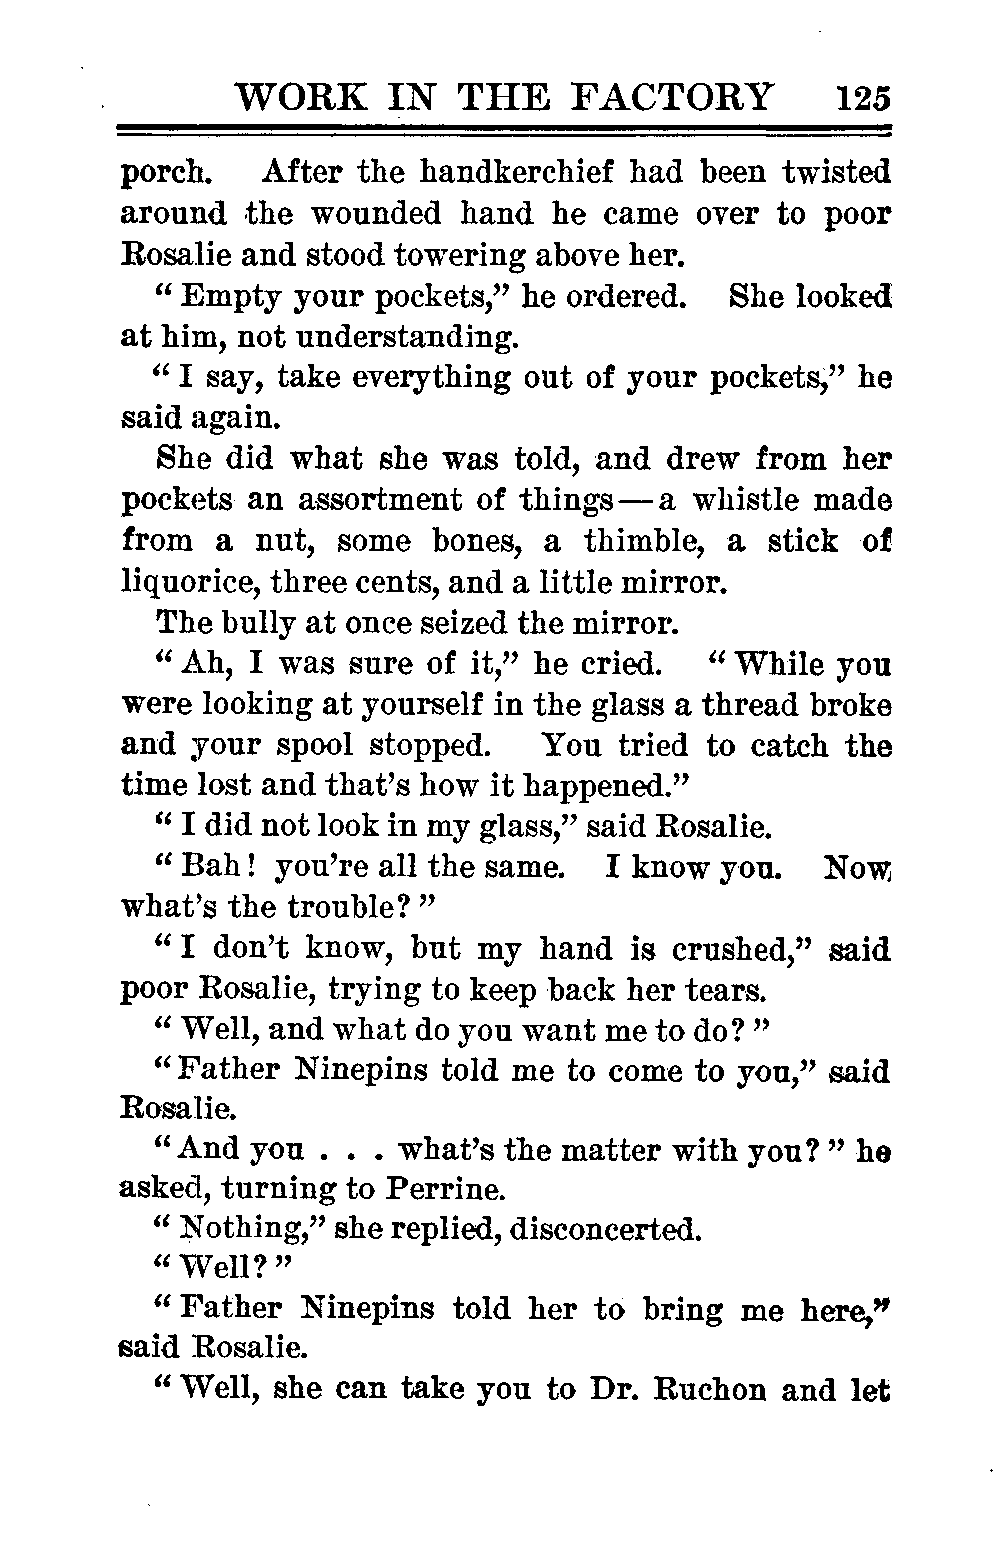 WORK IN THE FACTORY 125
porch. After the handkerchief had been twisted
around the wounded hand he came over to poor
Rosalie and stood towering above her.
“ Empty your pockets,” he ordered. She looked
at him, not understanding.
“ I say, take everything out of your pockets,” he
said again.
She did what she was told, and drew from her
pockets an assortment of things—a whistle made
from a nut, some bones, a thimble, a stick of
liquorice, three cents, and a little mirror.
The bully at once seized the mirror.
“ Ah, I was sure of it,” he cried. “ While you
were looking at yourself in the glass a thread broke
and your spool stopped. You tried to catch the
time lost and that’s how it happened.”
“ I did not look in my glass,” said Rosalie.
“ Bah! you’re all the same. I know you. Now,
what’s the trouble? ”
“ I don’t know, but my hand is crushed,” said
poor Rosalie, trying to keep back her tears.
“ Well, and what do you want me to do? ”
“ Father Ninepins told me to come to you,” said
Rosalie.
“ And you . . . what’s the matter with you? ” he
asked, turning to Perrine.
“ Nothing,” she replied, disconcerted.
“ Well? ”
“ Father Ninepins told her to bring me here,”
said Rosalie.
“ Well, she can take you to Dr. Ruchon and let